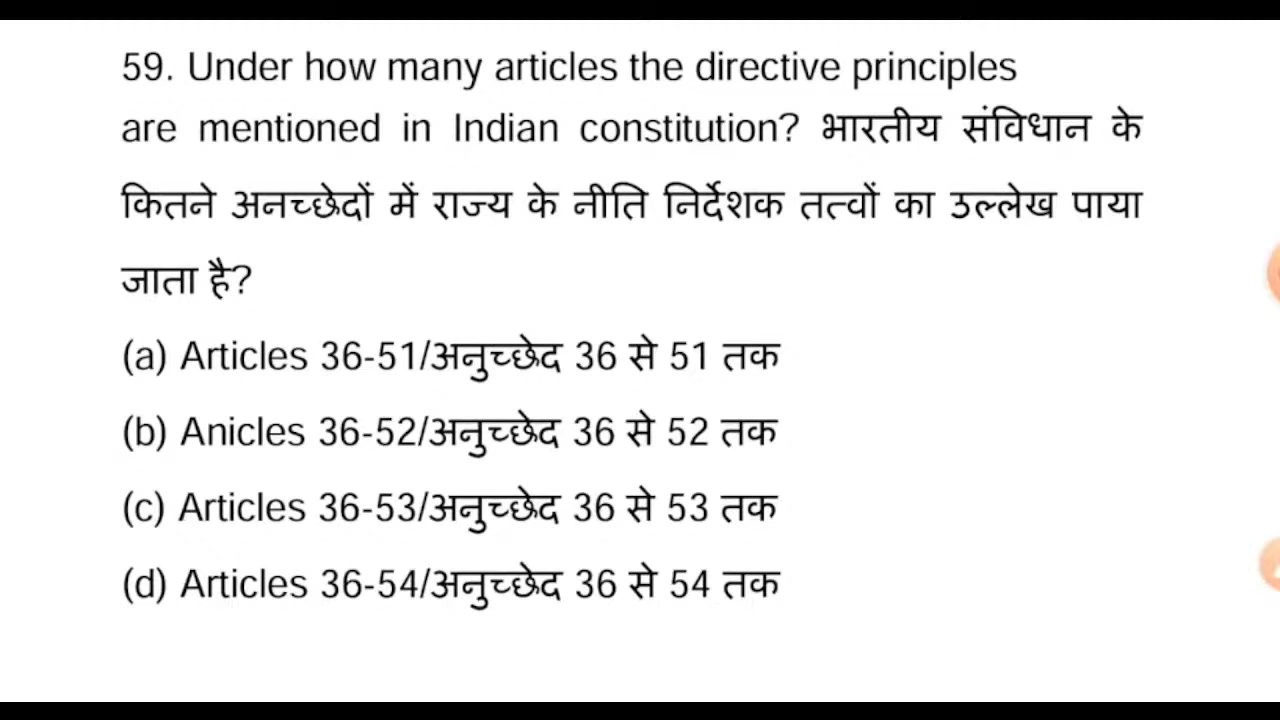 59. Under how many articles the directive principles
are mentioned in Indian constitution? भारतीय संविधान के
कितने अनच्छेदों में राज्य के नीति निर्देशक तत्वों का उल्लेख पाया
जाता है?
(a) Articles 36-51/अनुच्छेद 36 से 51 तक
(b) Anicles 36-52/अनुच्छेद 36 से 52 तक
(c) Articles 36-53/अनुच्छेद 36 से 53 तक
(d) Articles 36-54/अनुच्छेद 36 से 54 तक